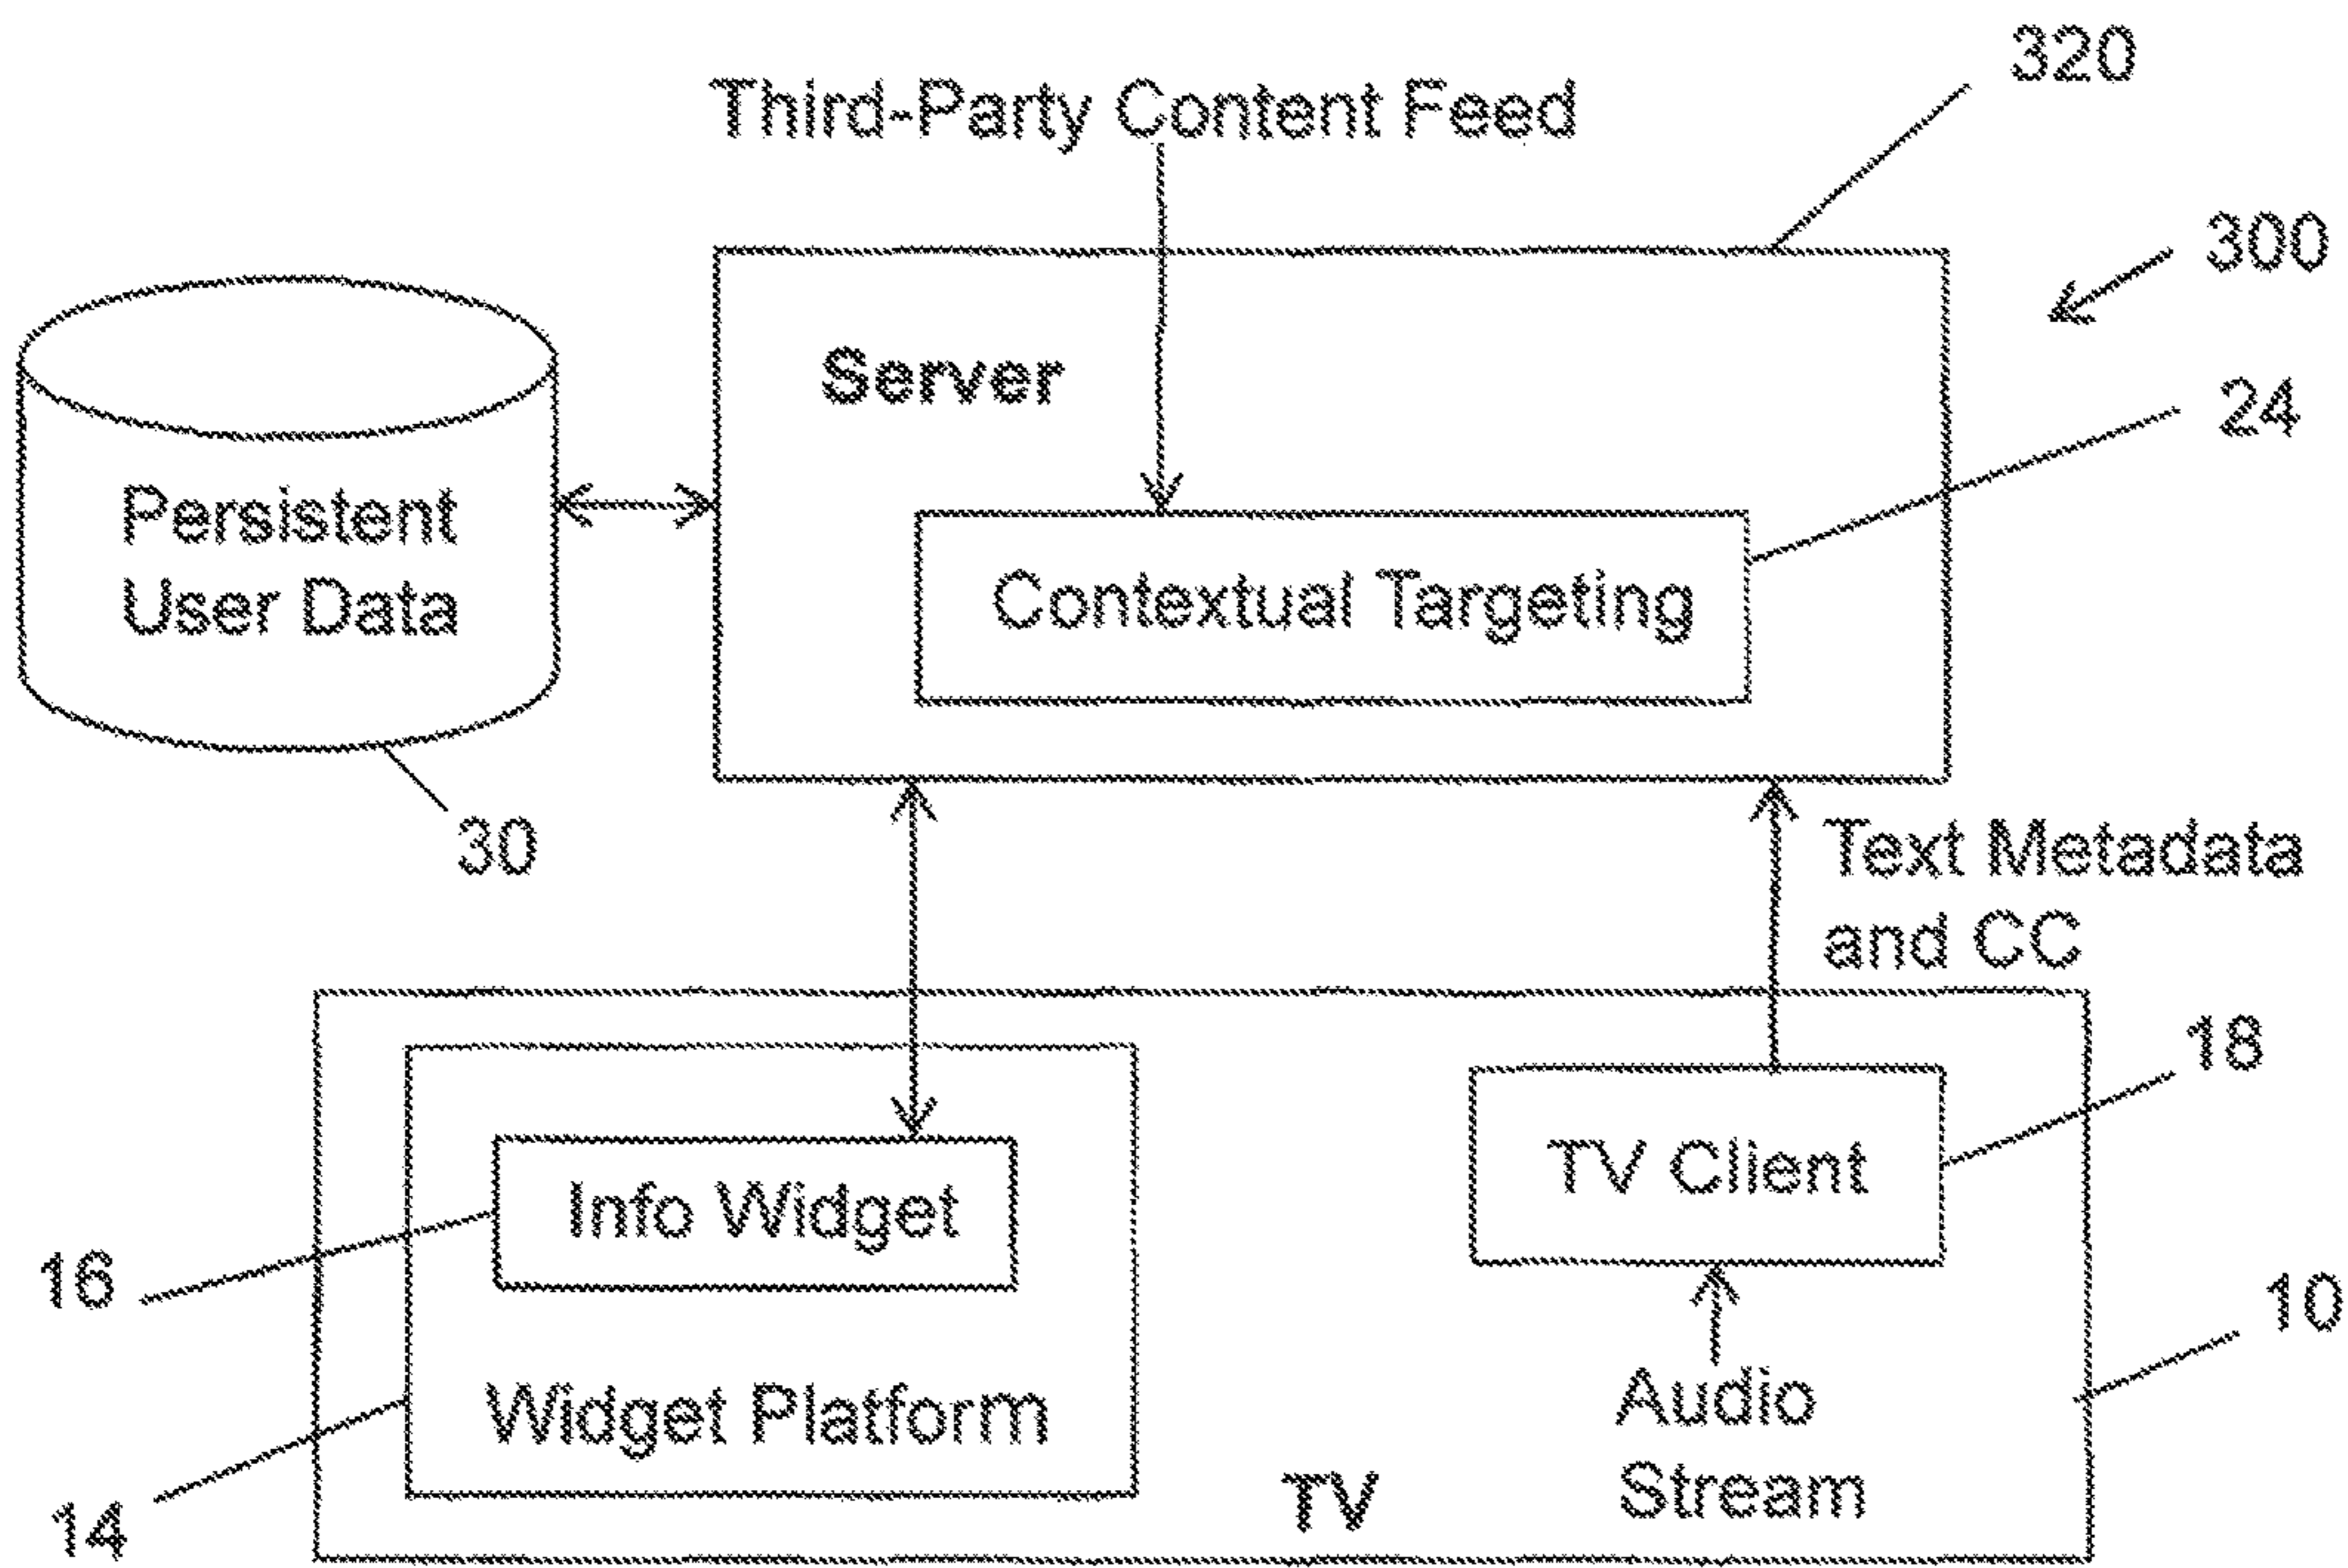 320
Third-Party Content Feed
300
Server
24
Persistent
User Data
Contextual Targeting
30
Text Metadata
and CC
18
TV Client
Info Widget
16
10
Audio
Stream
Widget Platform
14
TV